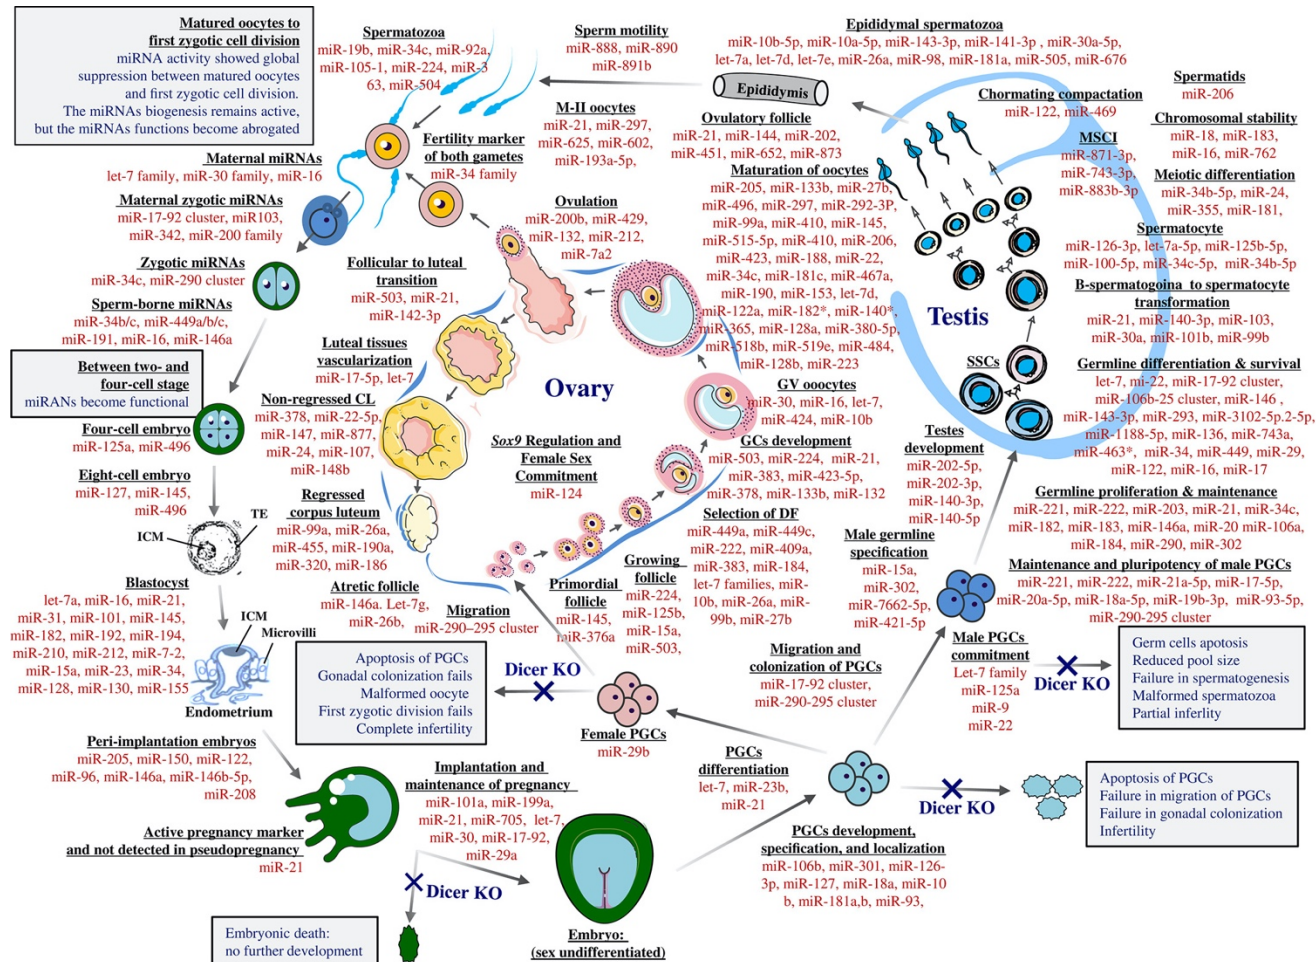 Matured oocytes to
first zygotic cell division
miRNA activity showed global
suppression between matured oocytes
and first zygotic cell division.
The miRNAs biogenesis remains active,
but the miRNAs functions become abrogated
Spermatozoa
miR-19b, miR-34c, miR-92a,
miR-105-1, miR-224, miR-3
63, miR-504
Sperm motility
miR-888, miR-890
miR-891b
Epididymal spermatozoa
miR-10b-5p, miR-10a-5p, miR-143-3p, miR-141-3p , miR-30a-5p,
let-7a, let-7d, let-7e, miR-26a, miR-98, miR-181a, miR-505, miR-676
Epididymis
Chormating compactation
miR-122, miR-469
Spermatids
miR-206
Chromosomal stability
miR-18, miR-183,
miR-16, miR-762
MSCI
miR-871-3p,
miR-743-3p,
miR-883b-3p
Meiotic differentiation
miR-34b-5p, miR-24,
miR-355, miR-181,
Spermatocyte
miR-126-3p, let-7a-5p, miR-125b-5p,
miR-100-5p, miR-34c-5p, miR-34b-5p
B-spermatogoina to spermatocyte
transformation
miR-21, miR-140-3p, miR-103,
miR-30a, miR-101b, miR-99b
Testis
SSCs
Germline differentiation & survival
let-7, mi-22, miR-17-92 cluster,
miR-106b-25 cluster, miR-146 ,
miR-143-3p, miR-293, miR-3102-5p.2-5p,
miR-1188-5p, miR-136, miR-743a,
miR-463*, miR-34, miR-449, miR-29,
miR-122, miR-16, miR-17
Germline proliferation & maintenance
miR-221, miR-222, miR-203, miR-21, miR-34c,
miR-182, miR-183, miR-146a, miR-20 miR-106a,
miR-184, miR-290, miR-302
Maintenance and pluripotency of male PGCs
miR-221, miR-222, miR-21a-5p, miR-17-5p,
miR-20a-5p, miR-18a-5p, miR-19b-3p, miR-93-5p,
miR-290-295 cluster
Testes
development
miR-202-5p,
miR-202-3p,
miR-140-3p,
miR-140-5p
Male germline
specification
miR-15a,
miR-302,
miR-7662-5p,
miR-421-5p
Male PGCs
commitment
Let-7 family
miR-125a
miR-9
miR-22
Dicer KO
Germ cells apotosis
Reduced pool size
Failure in spermatogenesis
Malformed spermatozoa
Partial inferlity
M-II oocytes
miR-21, miR-297,
miR-625, miR-602,
miR-193a-5p,
Fertility marker
of both gametes
miR-34 family
Ovulatory follicle
miR-21, miR-144, miR-202,
miR-451, miR-652, miR-873
Maturation of oocytes
miR-205, miR-133b, miR-27b,
miR-496, miR-297, miR-292-3P,
miR-99a, miR-410, miR-145,
miR-515-5p, miR-410, miR-206,
miR-423, miR-188, miR-22,
miR-34c, miR-181c, miR-467a,
miR-190, miR-153, let-7d,
miR-122a, miR-182*, miR-140*,
miR-365, miR-128a, miR-380-5p,
miR-518b, miR-519e, miR-484,
miR-128b, miR-223
GV ooocytes
miR-30, miR-16, let-7,
miR-424, miR-10b
GCs development
miR-503, miR-224, miR-21,
miR-383, miR-423-5p,
miR-378, miR-133b, miR-132
Selection of DF
miR-449a, miR-449c,
miR-222, miR-409a,
miR-383, miR-184,
let-7 families, miR-
10b, miR-26a, miR-
99b, miR-27b
Growing
follicle
miR-224,
miR-125b,
miR-15a,
miR-503,
Primordial
follicle
miR-145,
miR-376a
Ovulation
miR-200b, miR-429,
miR-132, miR-212,
miR-7a2
Follicular to luteal
transition
miR-503, miR-21,
miR-142-3p
Luteal tissues
vascularization
miR-17-5p, let-7
Ovary
Non-regressed CL
miR-378, miR-22-5p,
miR-147, miR-877,
miR-24, miR-107,
miR-148b
Sox9 Regulation and
Female Sex
Commitment
miR-124
Regressed
corpus luteum
miR-99a, miR-26a,
miR-455, miR-190a,
miR-320, miR-186
Atretic follicle
miR-146a. Let-7g,
miR-26b,
Migration
miR-290–295 cluster
Maternal miRNAs
let-7 family, miR-30 family, miR-16
Maternal zygotic miRNAs
miR-17-92 cluster, miR103,
miR-342, miR-200 family
Zygotic miRNAs
miR-34c, miR-290 cluster
Sperm-borne miRNAs
miR-34b/c, miR-449a/b/c,
miR-191, miR-16, miR-146a
Between two- and
four-cell stage
miRANs become functional
Four-cell embryo
miR-125a, miR-496
Eight-cell embryo
miR-127, miR-145,
miR-496
ICM
TE
Blastocyst
let-7a, miR-16, miR-21,
miR-31, miR-101, miR-145,
miR-182, miR-192, miR-194,
miR-210, miR-212, miR-7-2,
miR-15a, miR-23, miR-34,
miR-128, miR-130, miR-155
ICM
Microvilli
Endometrium
Apoptosis of PGCs
Gonadal colonization fails
Malformed oocyte
First zygotic division fails
Complete infertility
Dicer KO
Female PGCs
miR-29b
Migration and
colonization of PGCs
miR-17-92 cluster,
miR-290-295 cluster
PGCs
differentiation
let-7, miR-23b,
miR-21
PGCs development,
specification, and localization
miR-106b, miR-301, miR-126-
3p, miR-127, miR-18a, miR-10
b, miR-181a,b, miR-93,
Dicer KO
Apoptosis of PGCs
Failure in migration of PGCs
Failure in gonadal colonization
Infertility
Peri-implantation embryos
miR-205, miR-150, miR-122,
miR-96, miR-146a, miR-146b-5p,
miR-208
Active pregnancy marker
and not detected in pseudopregnancy
miR-21
Implantation and
maintenance of pregnancy
miR-101a, miR-199a,
miR-21, miR-705, let-7,
miR-30, miR-17-92,
miR-29a
Dicer KO
Embryonic death:
no further development
Embryo:
(sex undifferentiated)